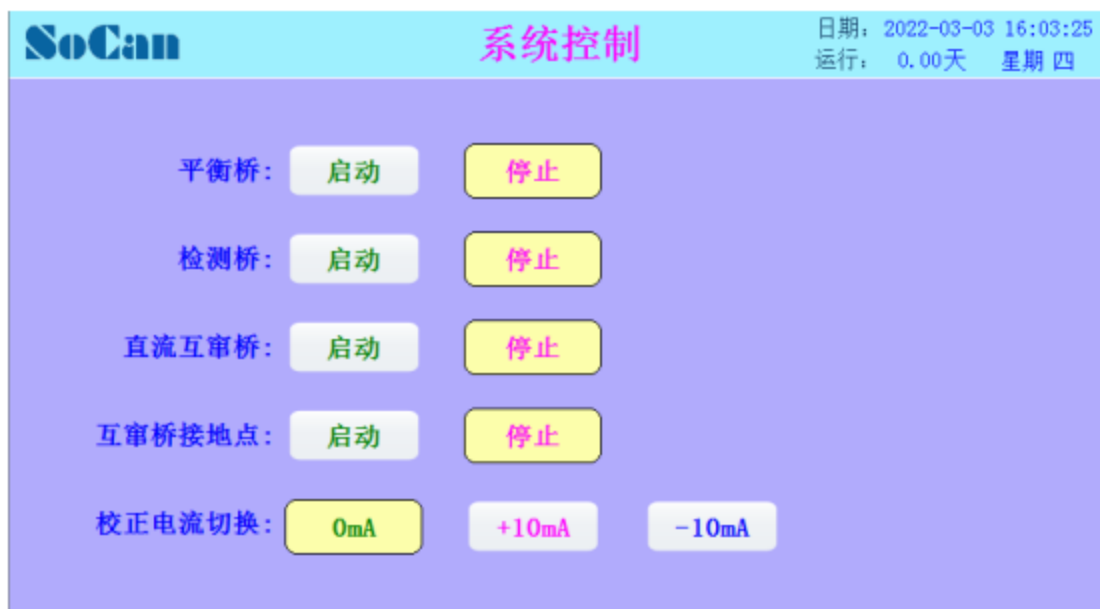 SoCan 系统控制 日期: 2022-03-03 16:03:25
运行: 0.00天 星期 四
平衡桥: 启动 停止
检测桥: 启动 停止
直流互窜桥: 启动 停止
互窜桥接地点: 启动 停止
校正电流切换: 0mA +10mA -10mA